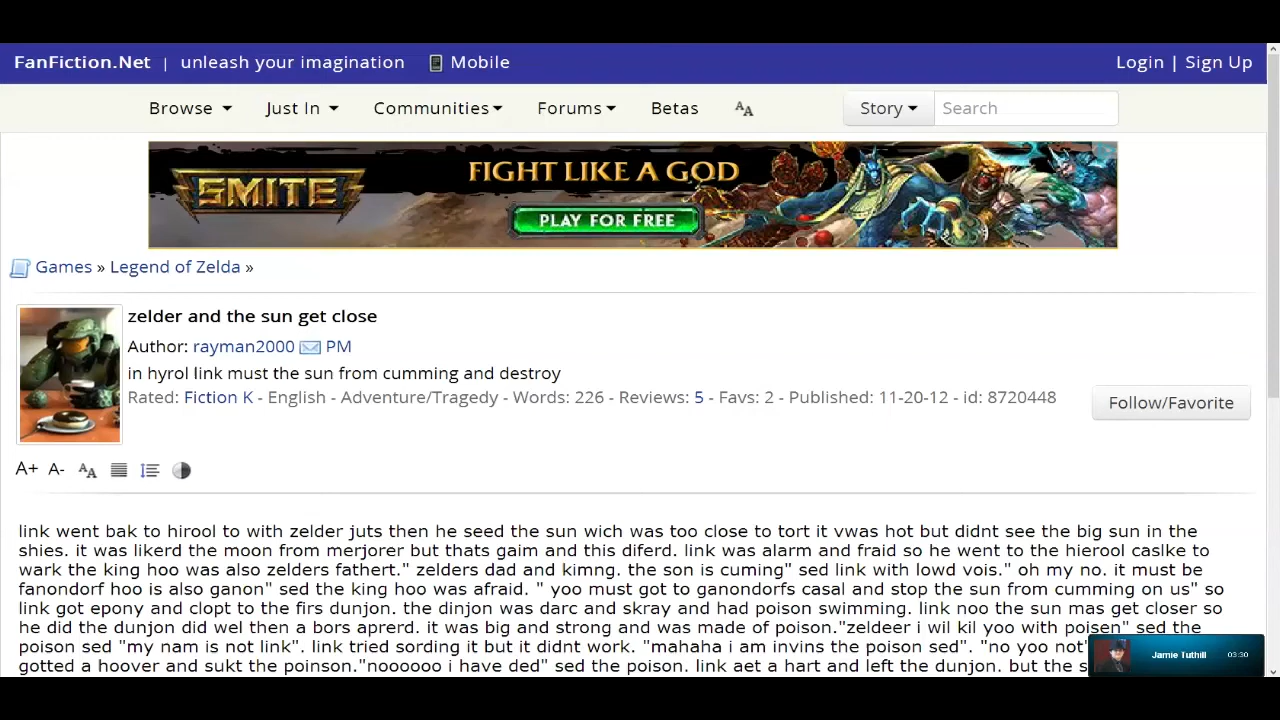 FanFiction.Net | unleash your imagination Mobile Login | Sign Up
Browse Just In Communities Forums Betas AA Story Search
SMITE
FIGHT LIKE A GOD
PLAY FOR FREE
Games » Legend of Zelda »
zelder and the sun get close
Author: rayman2000 PM
in hyrol link must the sun from cumming and destroy
Rated: Fiction K - English - Adventure/Tragedy - Words: 226 - Reviews: 5 - Favs: 2 - Published: 11-20-12 - id: 8720448
Follow/Favorite
A+ A- AA
link went bak to hirool to with zelder juts then he seed the sun wich was too close to tort it vwas hot but didnt see the big sun in the
shies. it was likerd the moon from merjorer but thats gaim and this diferd. link was alarm and fraid so he went to the hierool caslke to
wark the king hoo was also zelders fathert." zelders dad and kimng. the son is cuming" sed link with lowd vois." oh my no. it must be
fanondorf hoo is also ganon" sed the king hoo was afraid. " yoo must got to ganondorfs casal and stop the sun from cumming on us" so
link got epony and clopt to the firs dunjon. the dinjon was darc and skray and had poison swimming. link noo the sun mas get closer so
he did the dunjon did wel then a bors aprerd. it was big and strong and was made of poison."zeldeer i wil kil yoo with poisen" sed the
poison sed "my nam is not link". link triet sording it but it didnt work. "mahaha i am invins the poison sed". "no yoo not"
gotted a hoover and sukt the poinson."nooooo i have ded" sed the poison. link aet a hart and left the dunjon. but the s
Jamie Tuthill 03:30